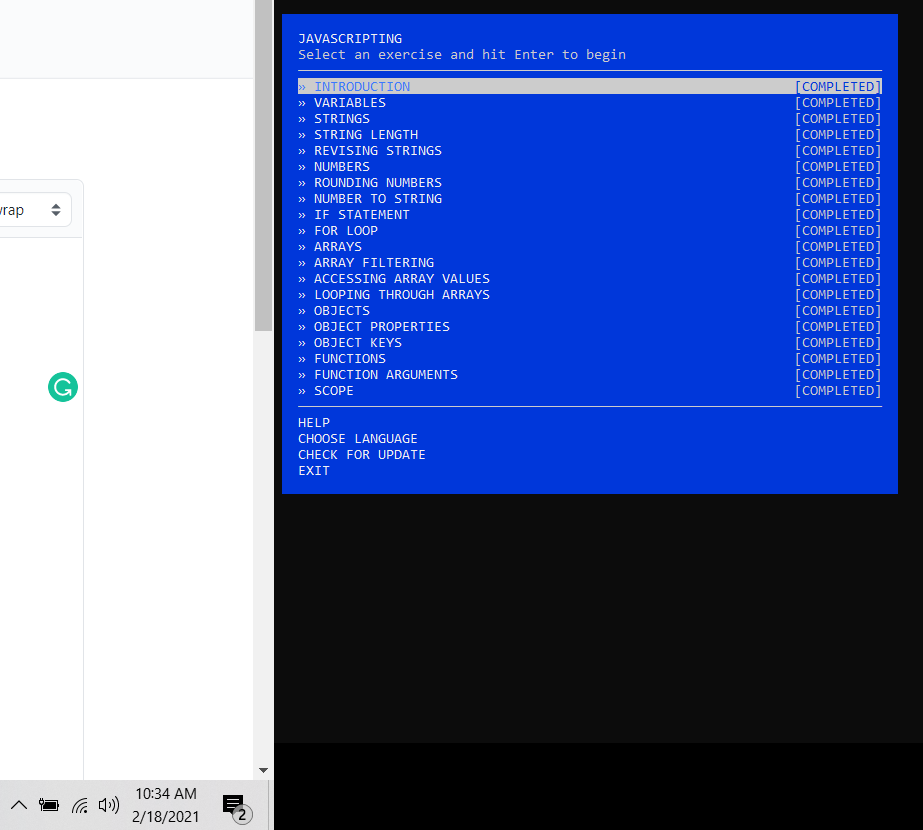 JAVASCRIPTING
Select an exercise and hit Enter to begin
» INTRODUCTION [COMPLETED]
» VARIABLES [COMPLETED]
» STRINGS [COMPLETED]
» STRING LENGTH [COMPLETED]
» REVISING STRINGS [COMPLETED]
» NUMBERS [COMPLETED]
» ROUNDING NUMBERS [COMPLETED]
» NUMBER TO STRING [COMPLETED]
» IF STATEMENT [COMPLETED]
» FOR LOOP [COMPLETED]
» ARRAYS [COMPLETED]
» ARRAY FILTERING [COMPLETED]
» ACCESSING ARRAY VALUES [COMPLETED]
» LOOPING THROUGH ARRAYS [COMPLETED]
» OBJECTS [COMPLETED]
» OBJECT PROPERTIES [COMPLETED]
» OBJECT KEYS [COMPLETED]
» FUNCTIONS [COMPLETED]
» FUNCTION ARGUMENTS [COMPLETED]
» SCOPE [COMPLETED]
HELP
CHOOSE LANGUAGE
CHECK FOR UPDATE
EXIT
rap
G
10:34 AM
2/18/2021
2